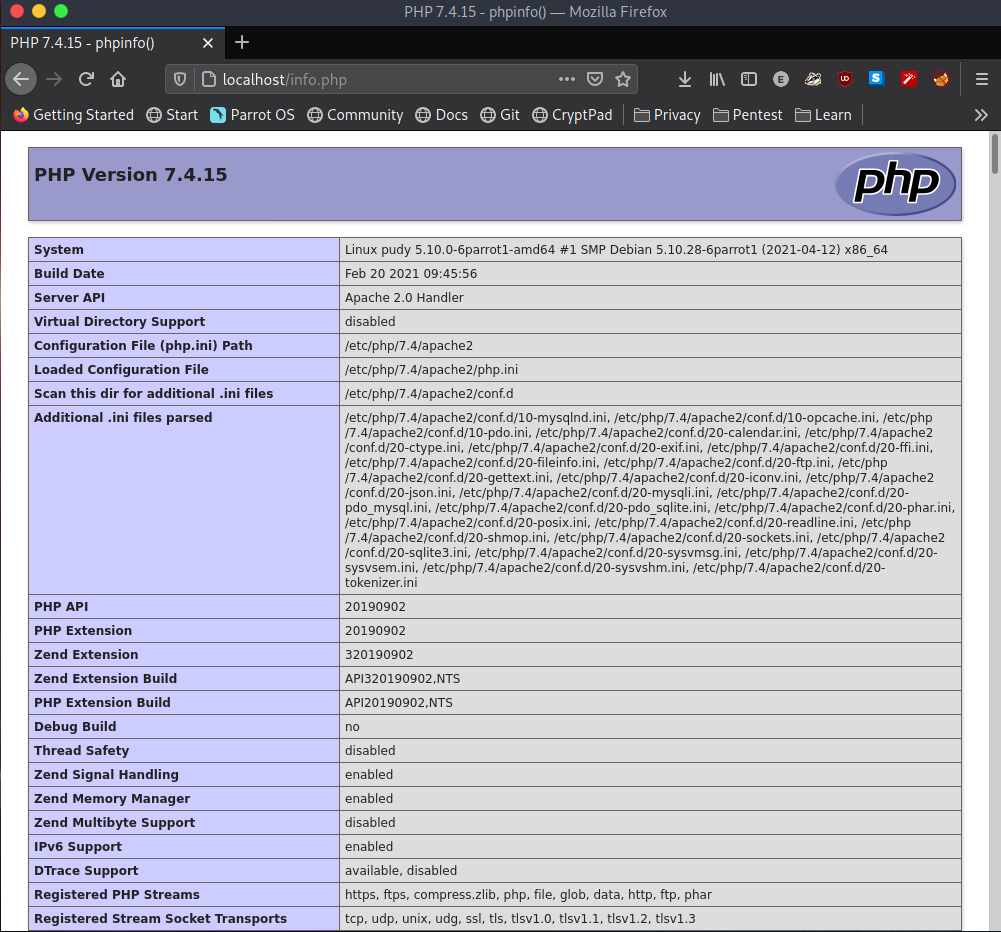 PHP 7.4.15 - phpinfo() — Mozilla Firefox
PHP 7.4.15 - phpinfo()
localhost/info.php
Getting Started Start Parrot OS Community Docs Git CryptPad Privacy Pentest Learn
PHP Version 7.4.15
php
System Linux pudy 5.10.0-6parrot1-amd64 #1 SMP Debian 5.10.28-6parrot1 (2021-04-12) x86_64
Build Date Feb 20 2021 09:45:56
Server API Apache 2.0 Handler
Virtual Directory Support disabled
Configuration File (php.ini) Path /etc/php/7.4/apache2
Loaded Configuration File /etc/php/7.4/apache2/php.ini
Scan this dir for additional .ini files /etc/php/7.4/apache2/conf.d
Additional .ini files parsed /etc/php/7.4/apache2/conf.d/10-mysqlnd.ini, /etc/php/7.4/apache2/conf.d/10-opcache.ini, /etc/php
/7.4/apache2/conf.d/10-pdo.ini, /etc/php/7.4/apache2/conf.d/20-calendar.ini, /etc/php/7.4/apache2
/conf.d/20-ctype.ini, /etc/php/7.4/apache2/conf.d/20-exif.ini, /etc/php/7.4/apache2/conf.d/20-ffi.ini,
/etc/php/7.4/apache2/conf.d/20-fileinfo.ini, /etc/php/7.4/apache2/conf.d/20-ftp.ini, /etc/php
/7.4/apache2/conf.d/20-gettext.ini, /etc/php/7.4/apache2/conf.d/20-iconv.ini, /etc/php/7.4/apache2
/conf.d/20-json.ini, /etc/php/7.4/apache2/conf.d/20-mysqli.ini, /etc/php/7.4/apache2/conf.d/20-
pdo_mysql.ini, /etc/php/7.4/apache2/conf.d/20-pdo_sqlite.ini, /etc/php/7.4/apache2/conf.d/20-phar.ini,
/etc/php/7.4/apache2/conf.d/20-posix.ini, /etc/php/7.4/apache2/conf.d/20-readline.ini, /etc/php
/7.4/apache2/conf.d/20-shmop.ini, /etc/php/7.4/apache2/conf.d/20-sockets.ini, /etc/php/7.4/apache2
/conf.d/20-sqlite3.ini, /etc/php/7.4/apache2/conf.d/20-sysvmsg.ini, /etc/php/7.4/apache2/conf.d/20-
sysvsem.ini, /etc/php/7.4/apache2/conf.d/20-sysvshm.ini, /etc/php/7.4/apache2/conf.d/20-
tokenizer.ini
PHP API 20190902
PHP Extension 20190902
Zend Extension 320190902
Zend Extension Build API320190902,NTS
PHP Extension Build API20190902,NTS
Debug Build no
Thread Safety disabled
Zend Signal Handling enabled
Zend Memory Manager enabled
Zend Multibyte Support disabled
IPv6 Support enabled
DTrace Support available, disabled
Registered PHP Streams https, ftps, compress.zlib, php, file, glob, data, http, ftp, phar
Registered Stream Socket Transports tcp, udp, unix, udg, ssl, tls, tlsv1.0, tlsv1.1, tlsv1.2, tlsv1.3